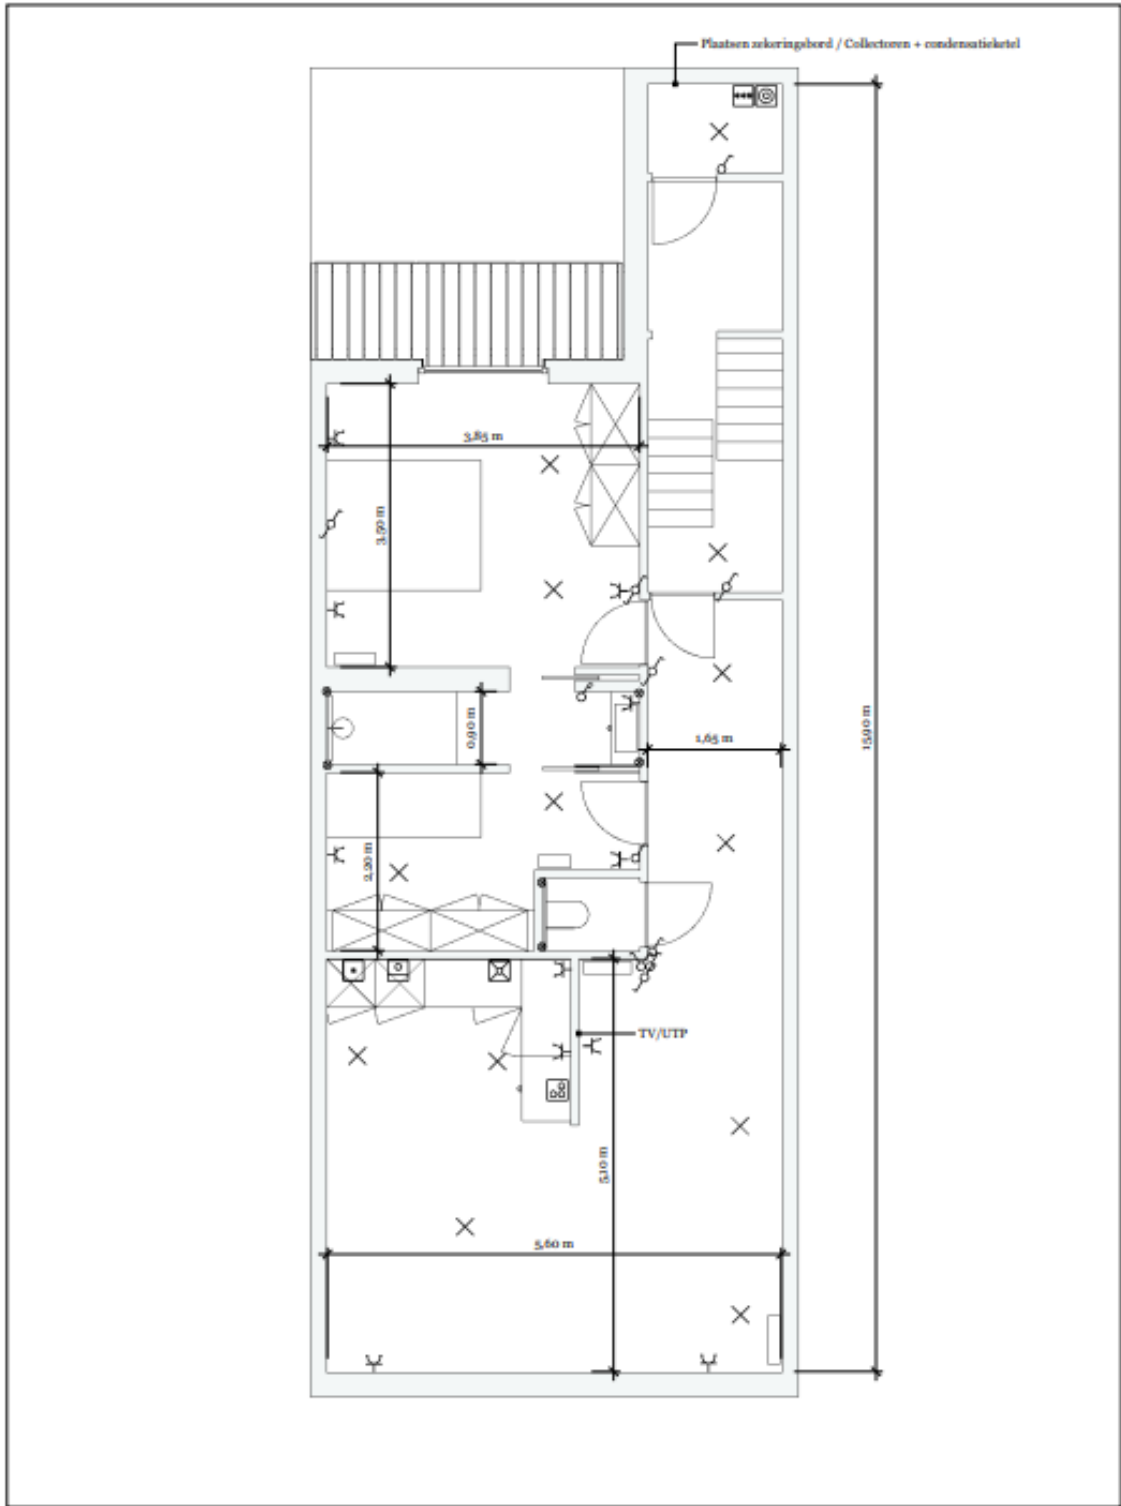 Plaatsen zekeringsbord / Collectoren + condensatieketel
3,85 m
3,50 m
0,90 m
1,65 m
15,90 m
2,20 m
TV/UTP
5,10 m
5,60 m